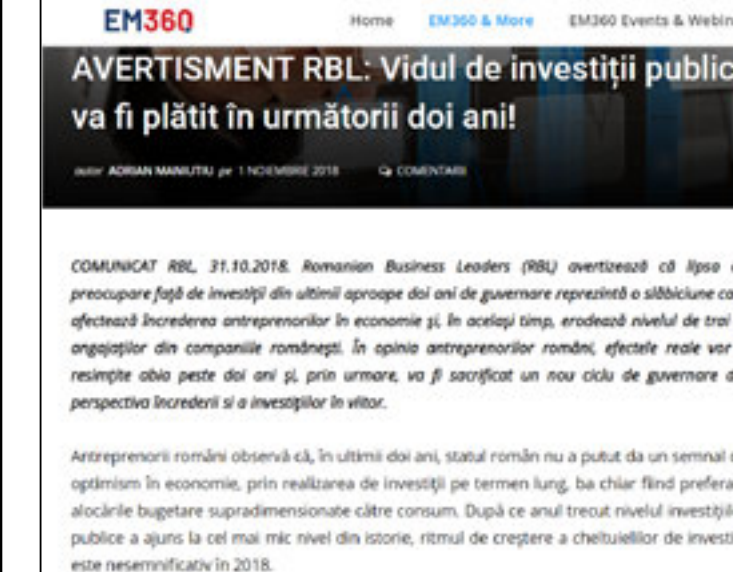 EM360
Home EM360 & More EM360 Events & Webin
AVERTISMENT RBL: Vidul de investiții public
va fi plătit în următorii doi ani!
autor ADRIAN MANIUTIU pe 1 NOIEMBRIE 2018 COMENTARII
COMUNICAT RBL, 31.10.2018. Romanian Business Leaders (RBL) avertizează că lipsa
preocupare față de investiții din ultimii aproape doi ani de guvernare reprezintă o slăbiciune ca
afectează încrederea antreprenorilor în economie și, în același timp, erodează nivelul de trai
angajaților din companiile românești. În opinia antreprenorilor români, efectele reale vor
resimțite abia peste doi ani și, prin urmare, va fi sacrificat un nou ciclu de guvernare d
perspectiva încrederii si a investițiilor în viitor.
Antreprenorii români observă că, în ultimii doi ani, statul român nu a putut da un semnal d
optimism în economie, prin realizarea de investiții pe termen lung, ba chiar fiind prefera
alocările bugetare supradimensionate către consum. După ce anul trecut nivelul investițiil
publice a ajuns la cel mai mic nivel din istorie, ritmul de creștere a cheltuielilor de investi
este nesemnificativ în 2018.